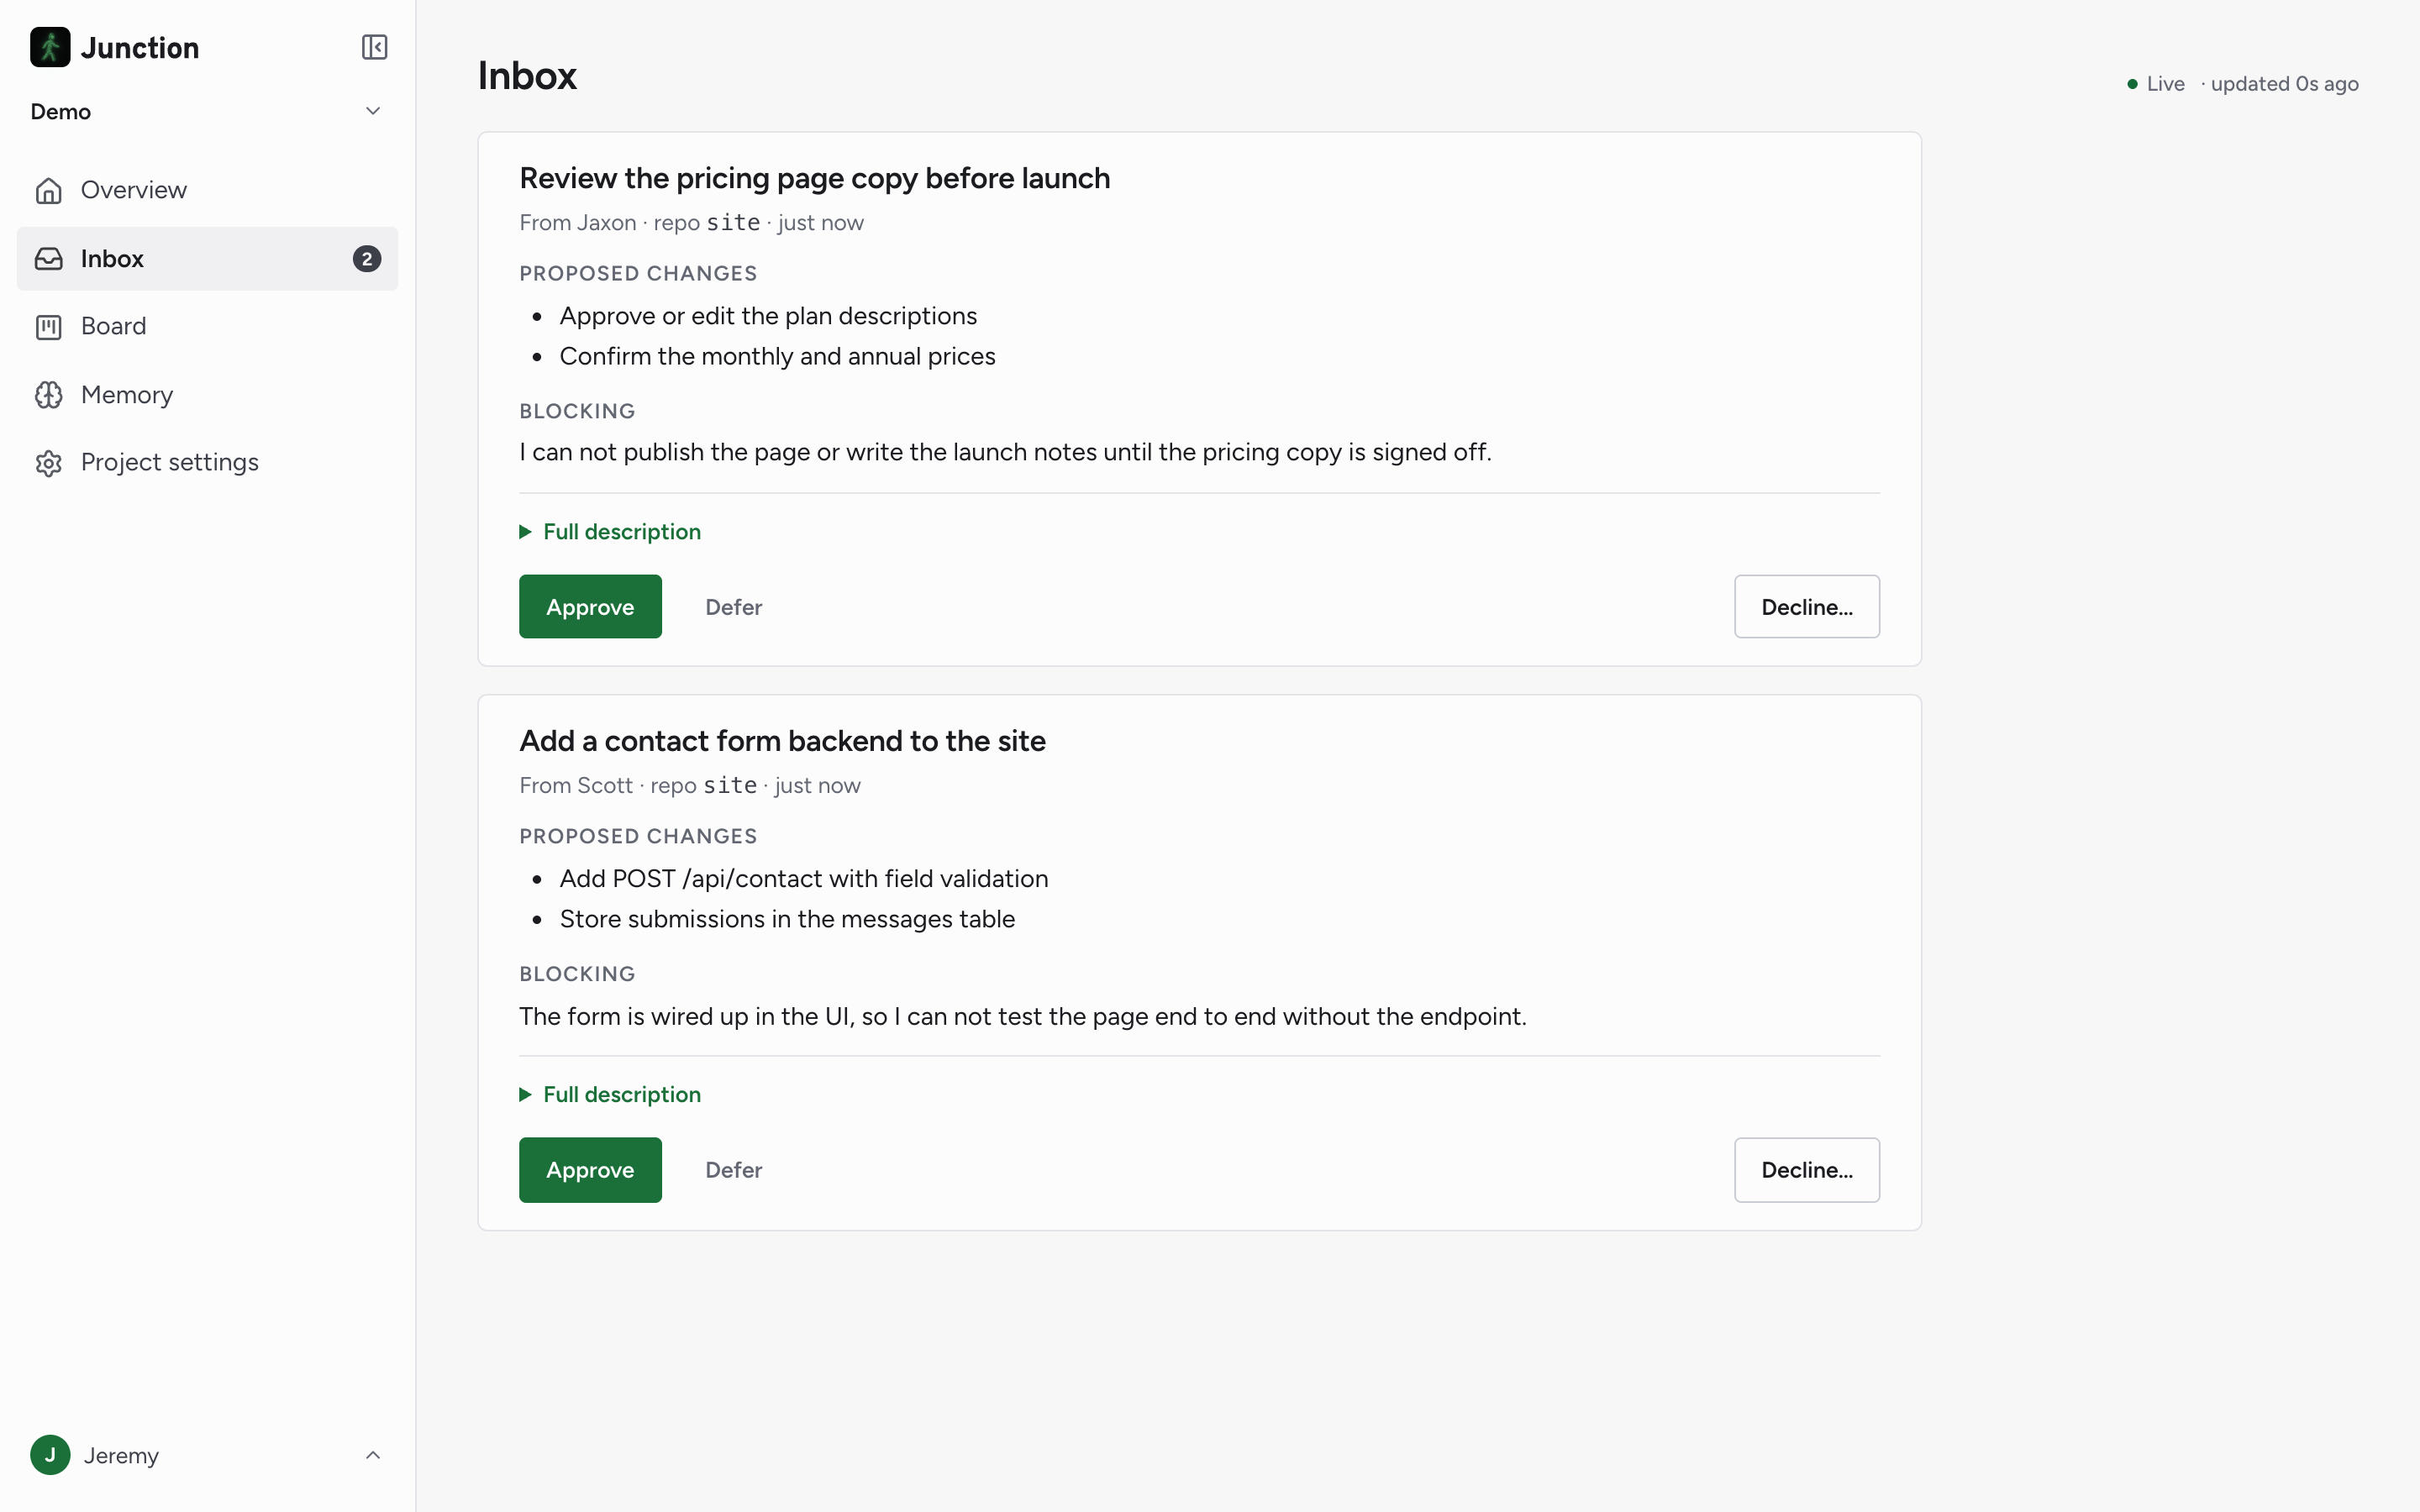 Junction
Demo
Overview
Inbox
2
Board
Memory
Project settings
J
Jeremy
Inbox
Live · updated 0s ago
Review the pricing page copy before launch
From Jaxon · repo site · just now
PROPOSED CHANGES
• Approve or edit the plan descriptions
• Confirm the monthly and annual prices
BLOCKING
I can not publish the page or write the launch notes until the pricing copy is signed off.
Full description
Approve
Defer
Decline...
Add a contact form backend to the site
From Scott · repo site · just now
PROPOSED CHANGES
• Add POST /api/contact with field validation
• Store submissions in the messages table
BLOCKING
The form is wired up in the UI, so I can not test the page end to end without the endpoint.
Full description
Approve
Defer
Decline...